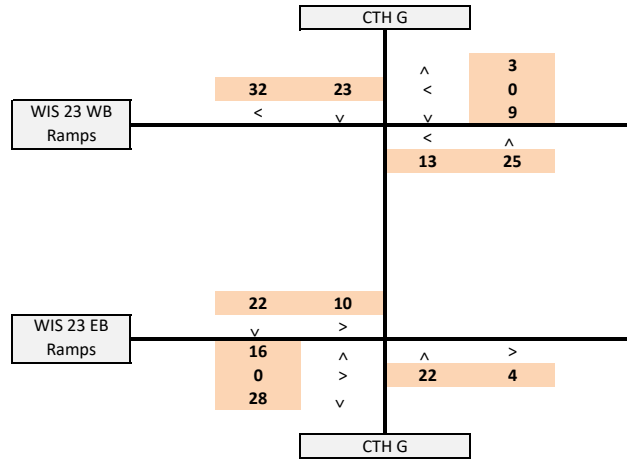 CTH G
^ 3
32 23 < 0
WIS 23 WB < v v 9
Ramps
< ^
13 25
22 10
WIS 23 EB v >
Ramps 16 ^ ^ >
0 > 22 4
28 v
CTH G